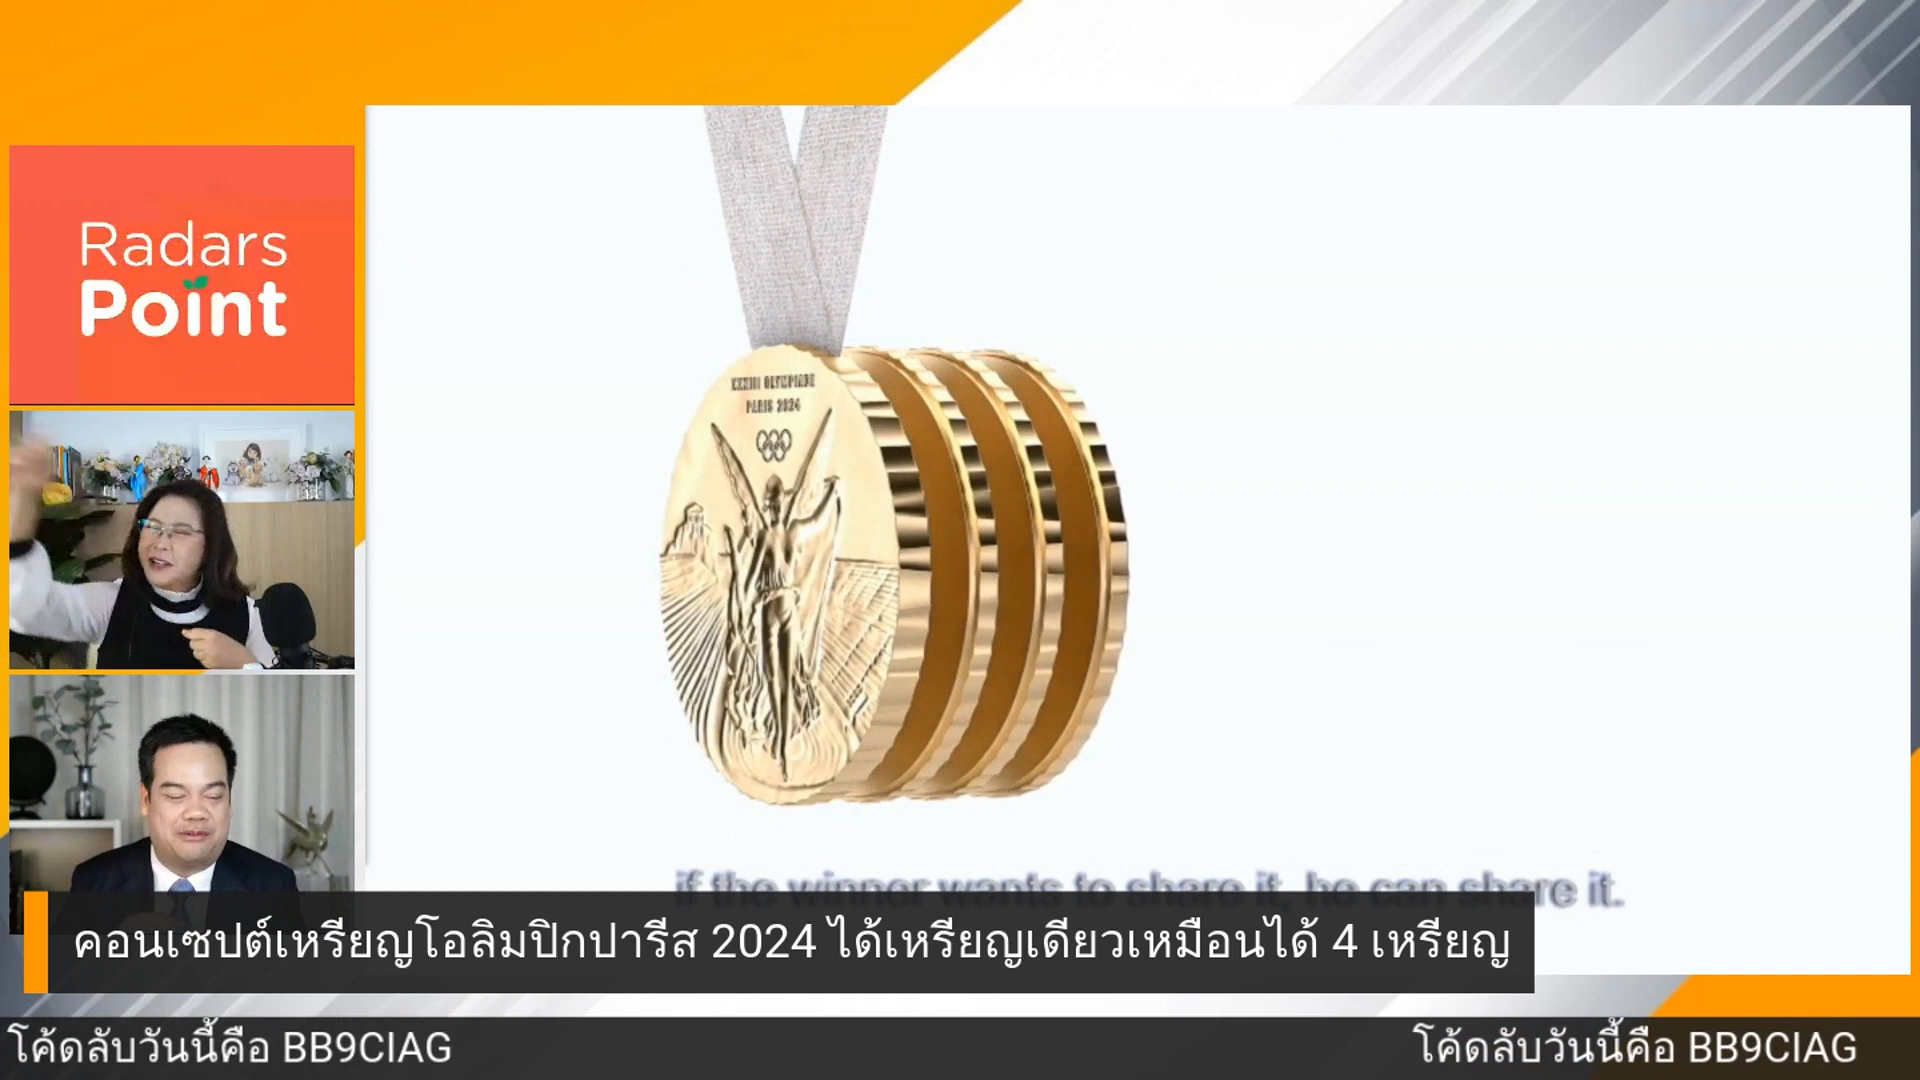 Radars
Point
XXXIII OLYMPIADE
PARIS 2024
if the winner wants to share it, he can share it.
คอนเซปต์เหรียญโอลิมปิกปารีส 2024 ได้เหรียญเดียวเหมือนได้ 4 เหรียญ
โค้ดลับวันนี้คือ BB9CIAG
โค้ดลับวันนี้คือ BB9CIAG